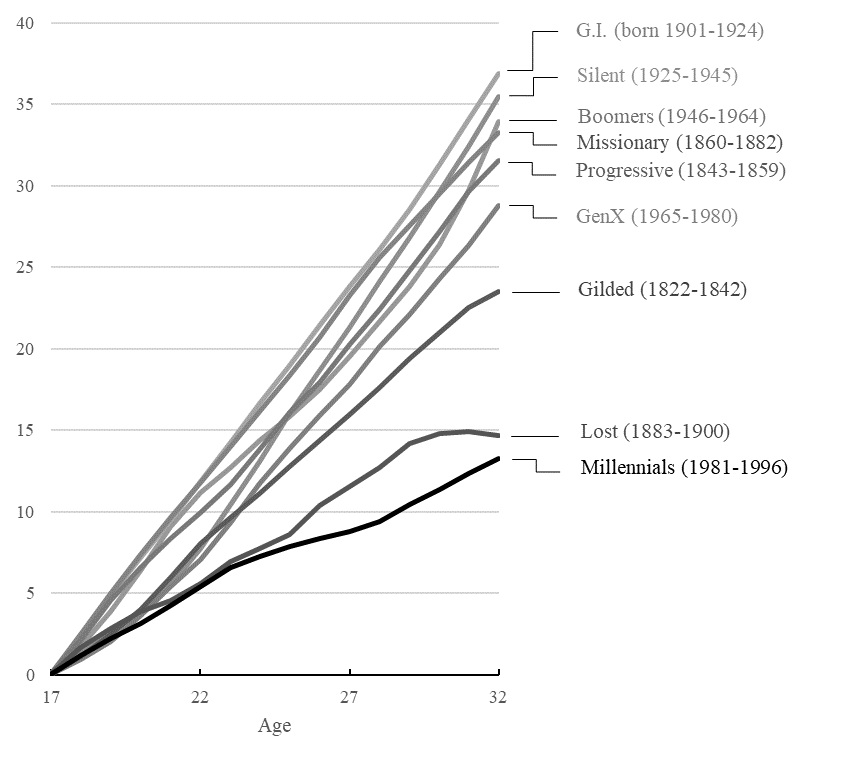 40
G.I. (born 1901-1924)
Silent (1925-1945)
35
Boomers (1946-1964)
Missionary (1860-1882)
Progressive (1843-1859)
30
GenX (1965-1980)
25
Gilded (1822-1842)
20
15
Lost (1883-1900)
Millennials (1981-1996)
10
5
0
17 22 27 32
Age